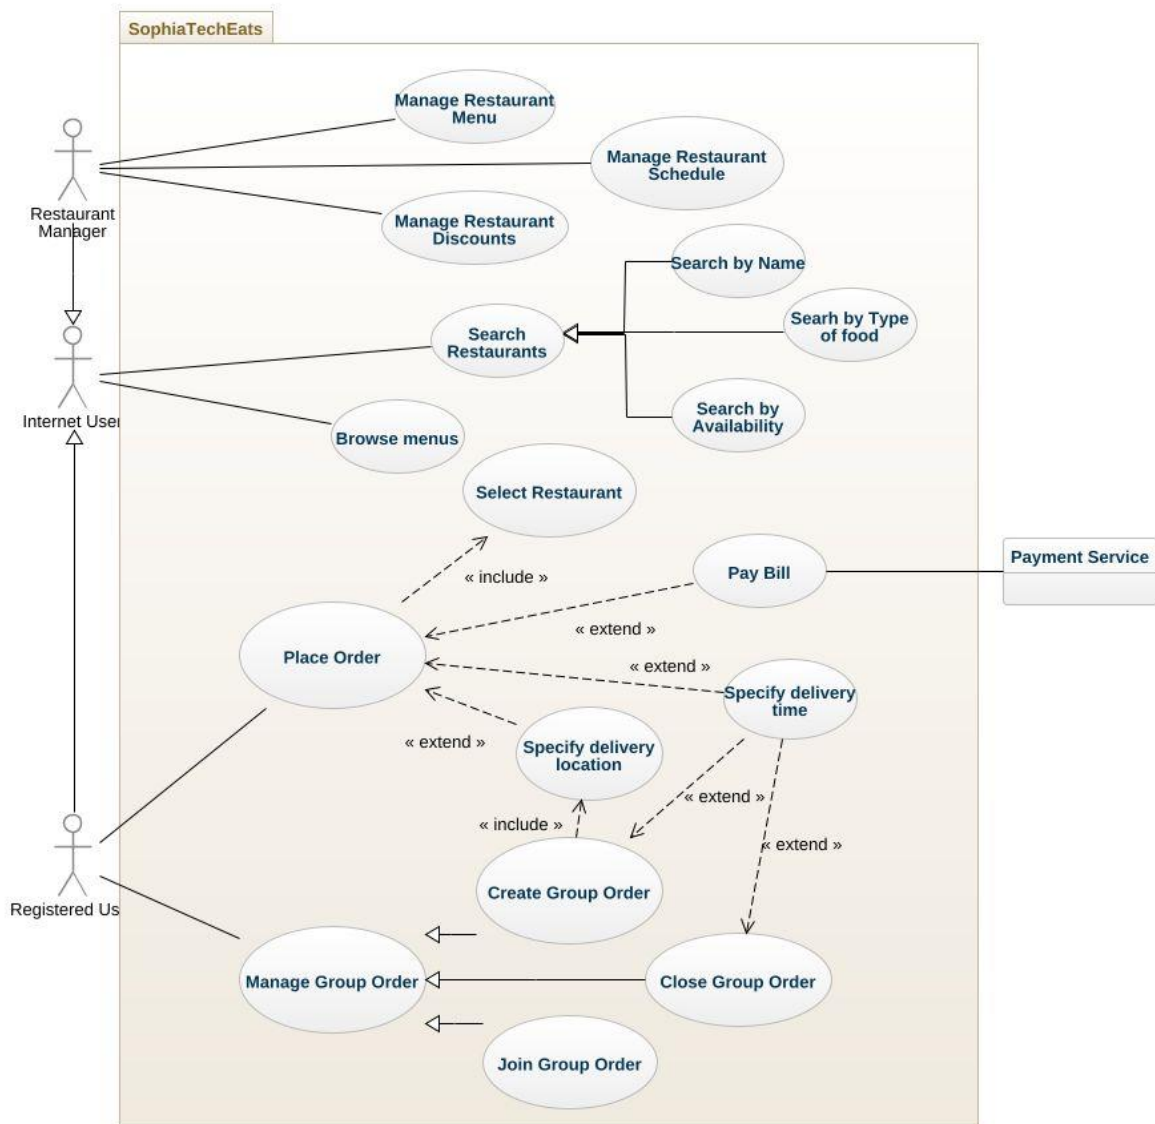 SophiaTechEats
Manage Restaurant
Menu
Manage Restaurant
Schedule
Restaurant
Manager
Manage Restaurant
Discounts
Search by Name
Searh by Type
of food
Search
Restaurants
Internet User
Search by
Availability
Browse menus
Select Restaurant
« include »
Pay Bill
Payment Service
« extend »
Place Order
« extend »
Specify delivery
time
« extend »
Specify delivery
location
« extend »
« include »
« extend »
Create Group Order
Registered Us
Manage Group Order
Close Group Order
Join Group Order